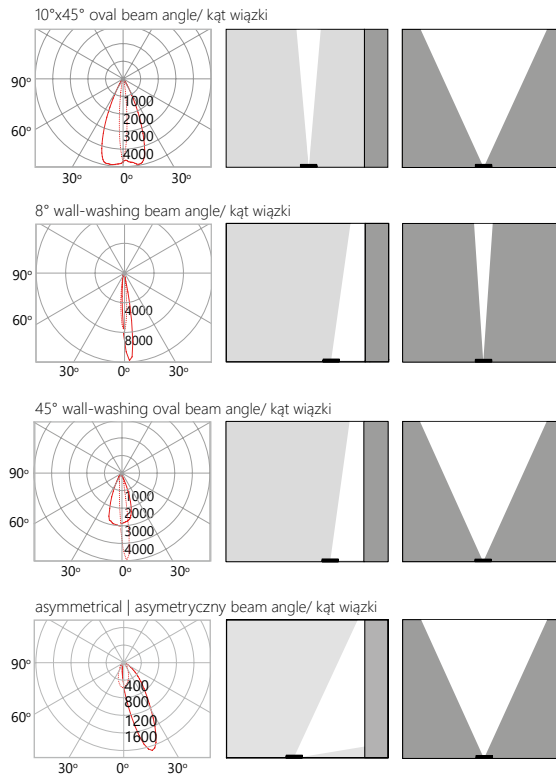 10°x45° oval beam angle/ kąt wiązki
90°
60°
1000
2000
3000
4000
30° 0° 30°
8° wall-washing beam angle/ kąt wiązki
90°
60°
4000
8000
30° 0° 30°
45° wall-washing oval beam angle/ kąt wiązki
90°
60°
1000
2000
3000
4000
30° 0° 30°
asymmetrical | asymetryczny beam angle/ kąt wiązki
90°
60°
400
800
1200
1600
30° 0° 30°